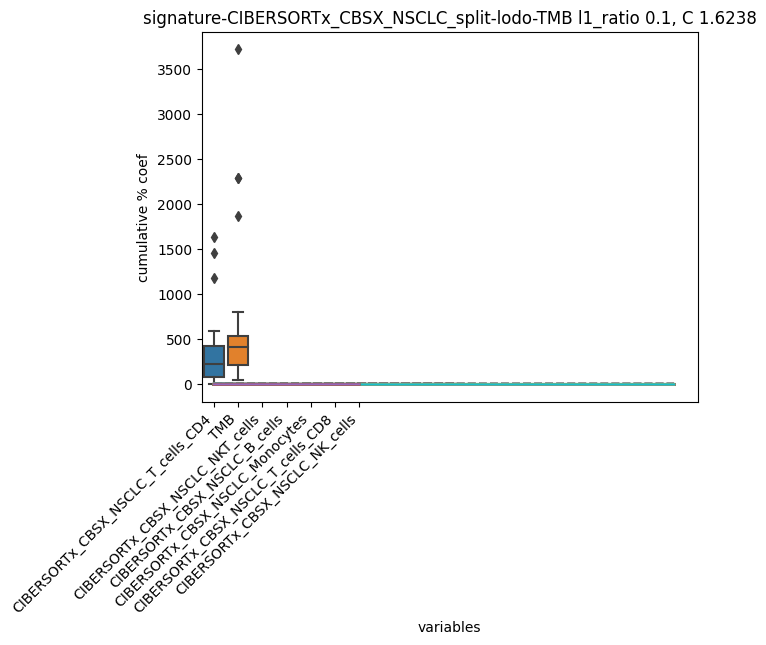 signature-CIBERSORTx_CBSX_NSCLC_split-lodo-TMB l1_ratio 0.1, C 1.6238
cumulative % coef
3500
3000
2500
2000
1500
1000
500
0
CIBERSORTx_CBSX_NSCLC_T_cells_CD4
TMB
CIBERSORTx_CBSX_NSCLC_NKT_cells
CIBERSORTx_CBSX_NSCLC_B_cells
CIBERSORTx_CBSX_NSCLC_Monocytes
CIBERSORTx_CBSX_NSCLC_T_cells_CD8
CIBERSORTx_CBSX_NSCLC_NK_cells
variables